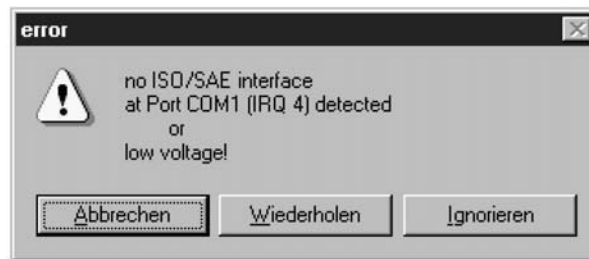 error
no ISO/SAE interface
at Port COM1 (IRQ 4) detected
or
low voltage!
Abbrechen
Wiederholen
Ignorieren